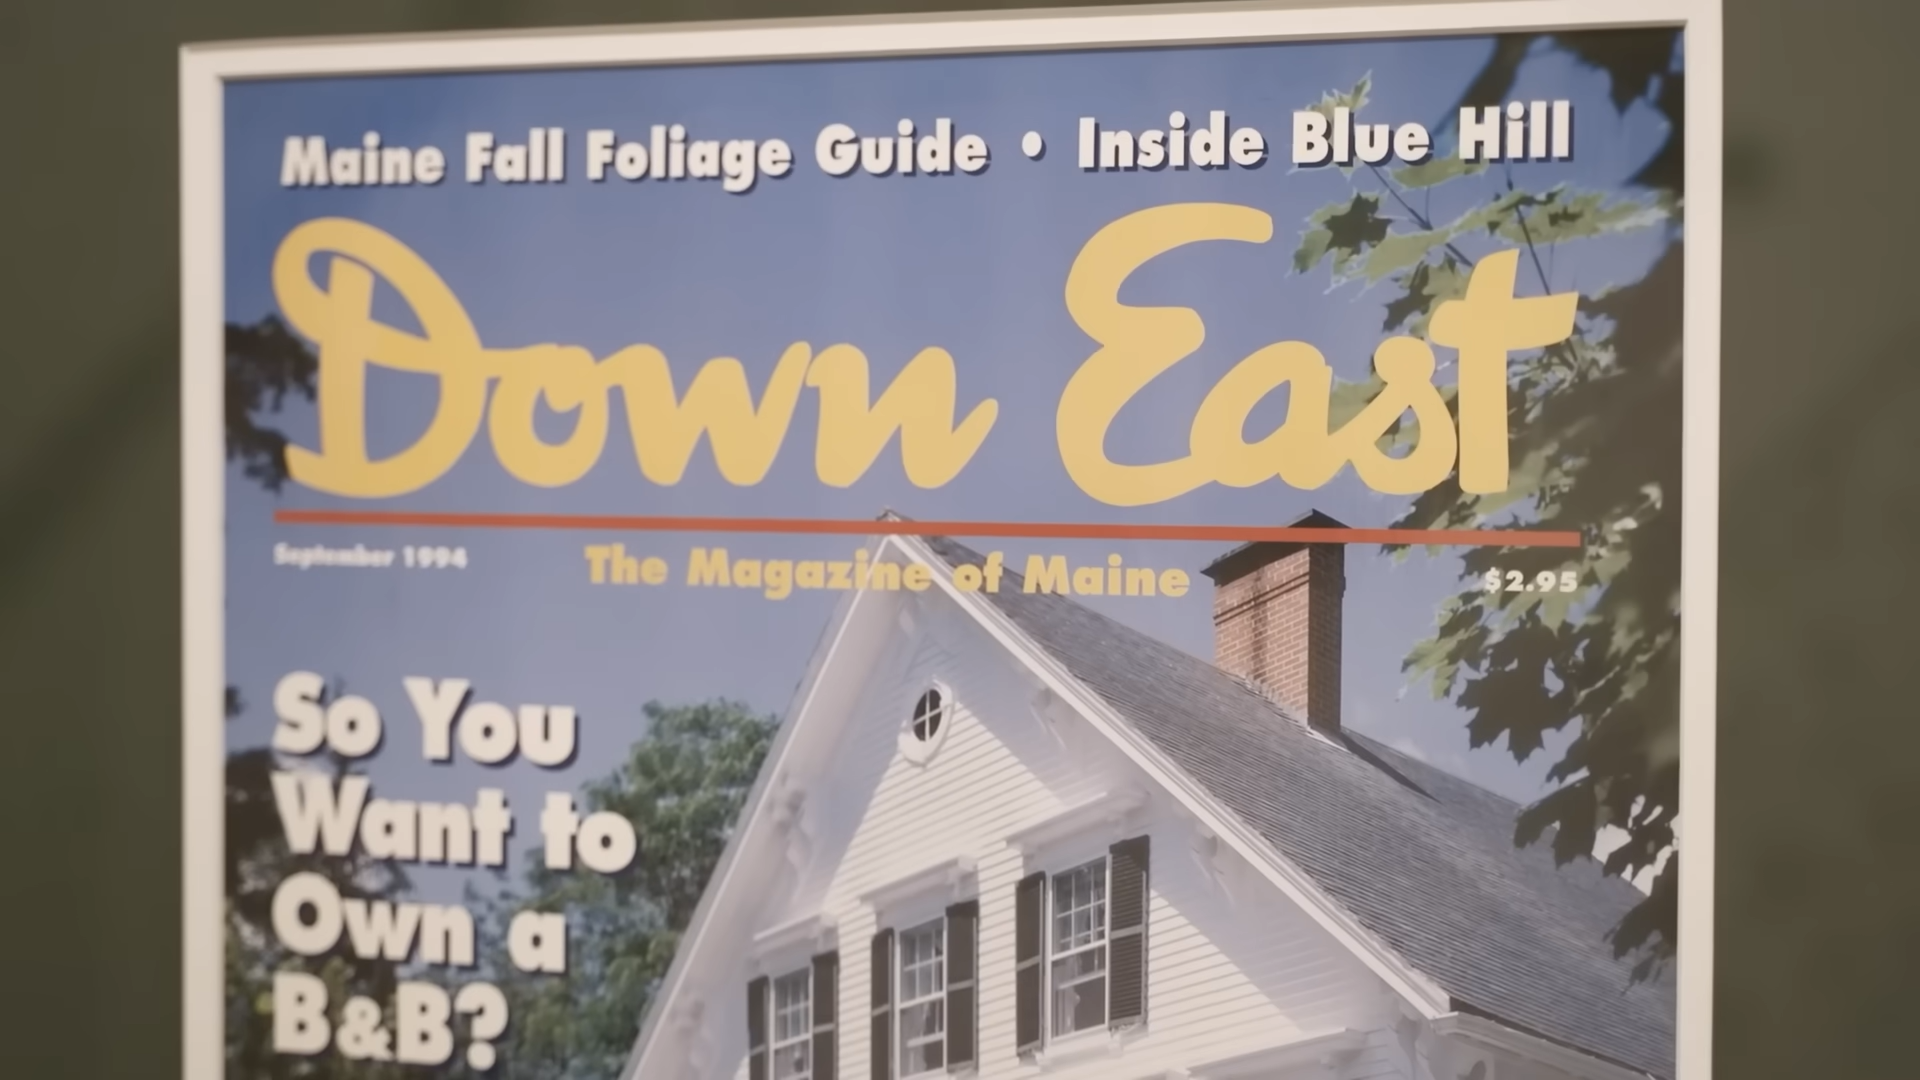 Maine Fall Foliage Guide • Inside Blue Hill
Down East
September 1994
The Magazine of Maine
$2.95
So You
Want to
Own a
B&B?